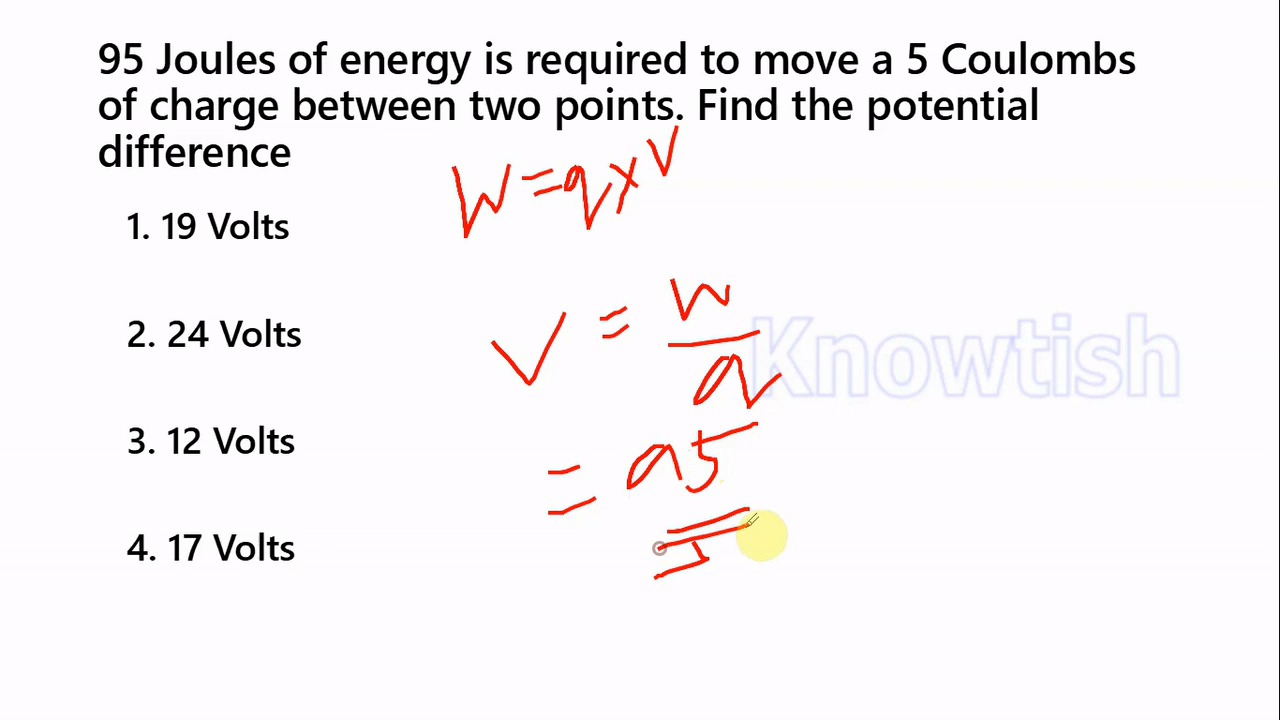 95 Joules of energy is required to move a 5 Coulombs
of charge between two points. Find the potential
difference
W = q x V
1. 19 Volts
V = W
q
2. 24 Volts
Knowtish
3. 12 Volts
= 95
5
4. 17 Volts